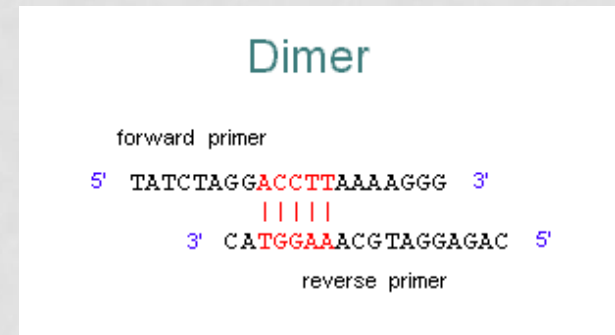 Dimer
forward primer
5' TATCTAGGACCTTAAAAGGG 3'
3' CATGGAAACGTAGGAGAC 5'
reverse primer